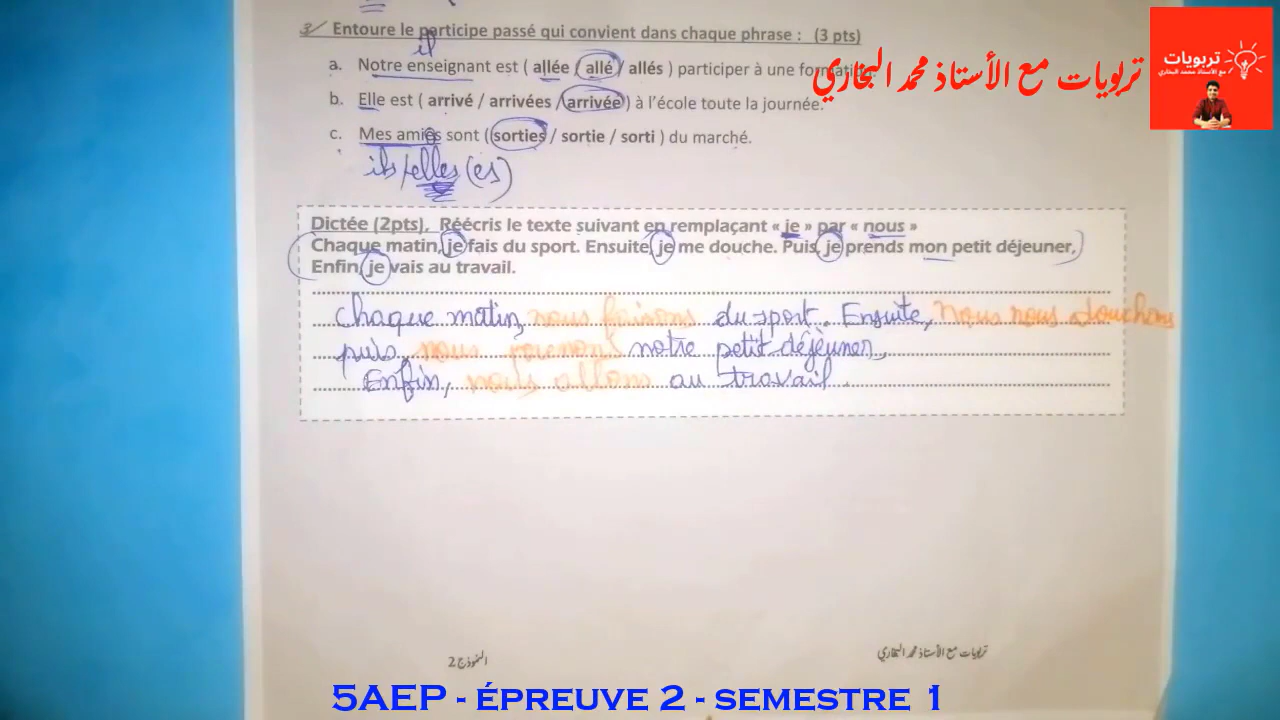 3/ Entoure le participe passé qui convient dans chaque phrase : (3 pts)
il
a. Notre enseignant est ( allée / allé / allés ) participer à une formation.
تربويات مع الأستاذ محمد البخاري
تربويات
مع الأستاذ محمد البخاري
b. Elle est ( arrivé / arrivées / arrivée ) à l'école toute la journée.
c. Mes amies sont ( sorties / sortie / sorti ) du marché.
ils/elles (es)
Dictée (2pts). Réécris le texte suivant en remplaçant « je » par « nous »
Chaque matin, je fais du sport. Ensuite, je me douche. Puis, je prends mon petit déjeuner,
Enfin, je vais au travail.
Chaque matin, nous faisons du sport. Ensuite, nous nous douchons
puis, nous prenons notre petit déjeuner,
Enfin, nous allons au travail.
النموذج 2
تربويات مع الأستاذ محمد البخاري
5AEP - épreuve 2 - semestre 1